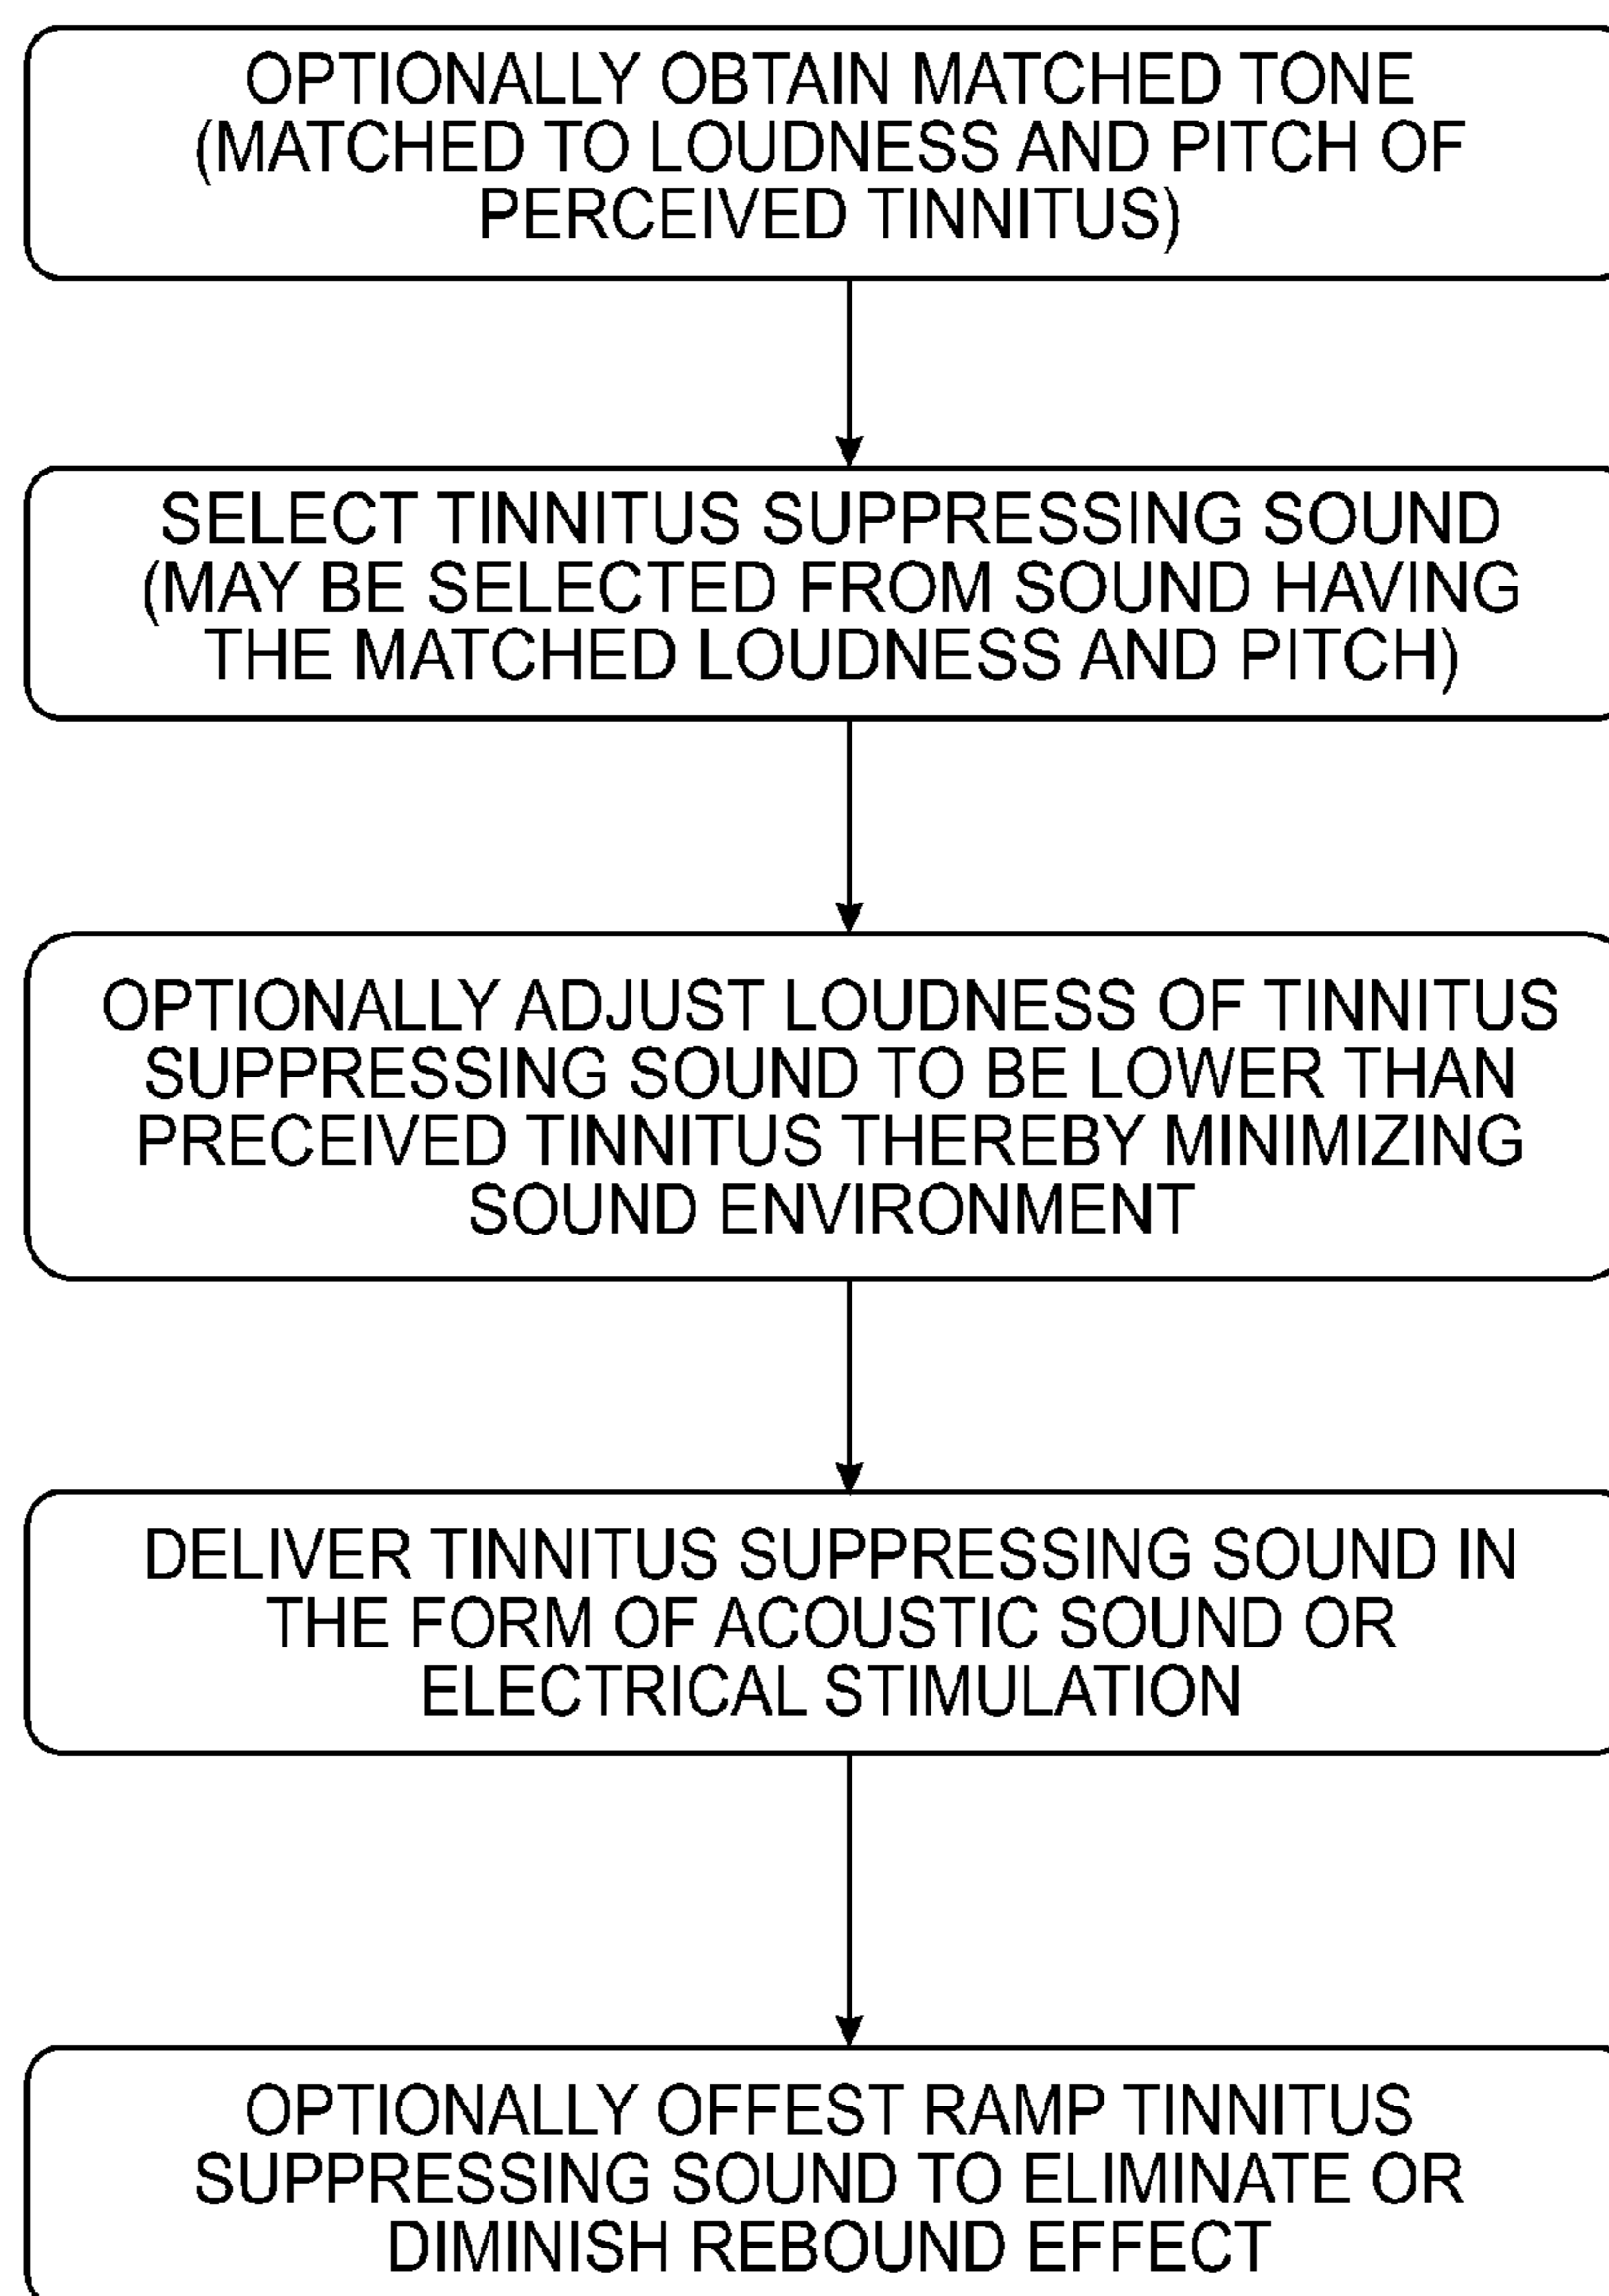 OPTIONALLY OBTAIN MATCHED TONE
(MATCHED TO LOUDNESS AND PITCH OF
PERCEIVED TINNITUS)
SELECT TINNITUS SUPPRESSING SOUND
(MAY BE SELECTED FROM SOUND HAVING
THE MATCHED LOUDNESS AND PITCH)
OPTIONALLY ADJUST LOUDNESS OF TINNITUS
SUPPRESSING SOUND TO BE LOWER THAN
PRECEIVED TINNITUS THEREBY MINIMIZING
SOUND ENVIRONMENT
DELIVER TINNITUS SUPPRESSING SOUND IN
THE FORM OF ACOUSTIC SOUND OR
ELECTRICAL STIMULATION
OPTIONALLY OFFEST RAMP TINNITUS
SUPPRESSING SOUND TO ELIMINATE OR
DIMINISH REBOUND EFFECT